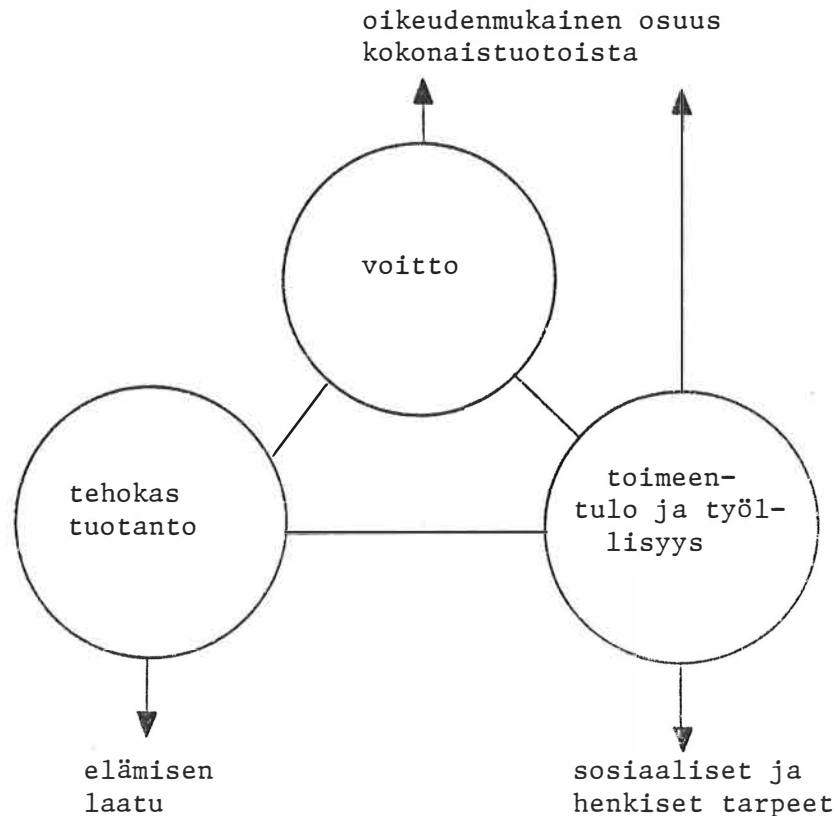 oikeudenmukainen osuus
kokonaistuotoista
voitto
tehokas
tuotanto
toimeen-
tulo ja työl-
lisyys
elämisen
laatu
sosiaaliset ja
henkiset tarpeet